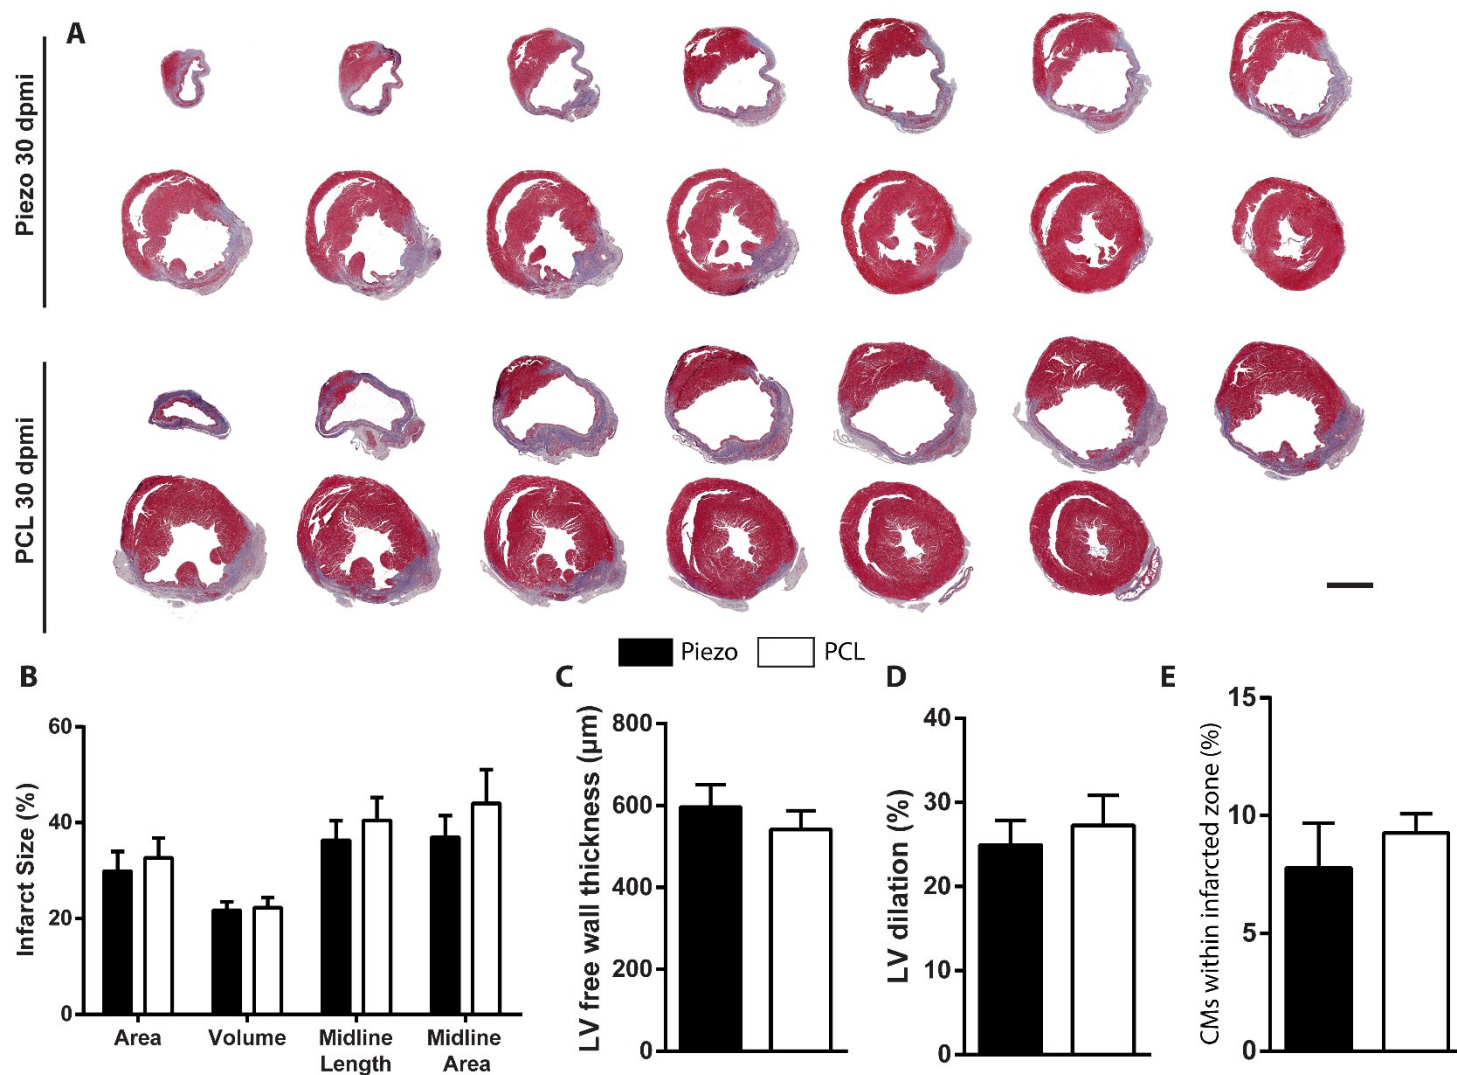 A
Piezo 30 dpmi
PCL 30 dpmi
Piezo
PCL
B
Infarct Size (%)
60
40
20
0
Area
Volume
Midline
Length
Midline
Area
C
LV free wall thickness (µm)
800
600
400
200
0
D
LV dilation (%)
40
30
20
10
0
E
CMs within infarcted zone (%)
15
10
5
0